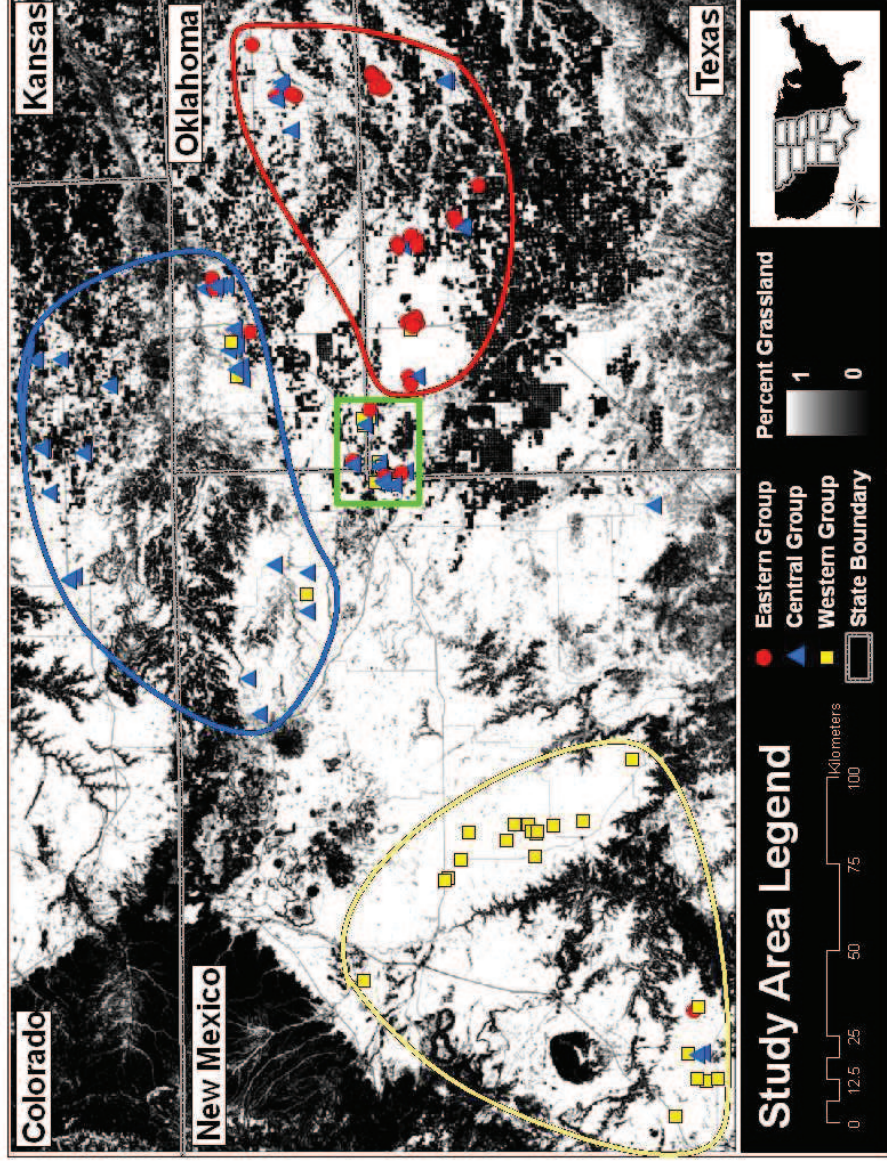 Colorado
Kansas
New Mexico
Oklahoma
Texas
Study Area Legend
0 12.5 25 50 75 100
Kilometers
Eastern Group
Central Group
Western Group
State Boundary
Percent Grassland
1
0